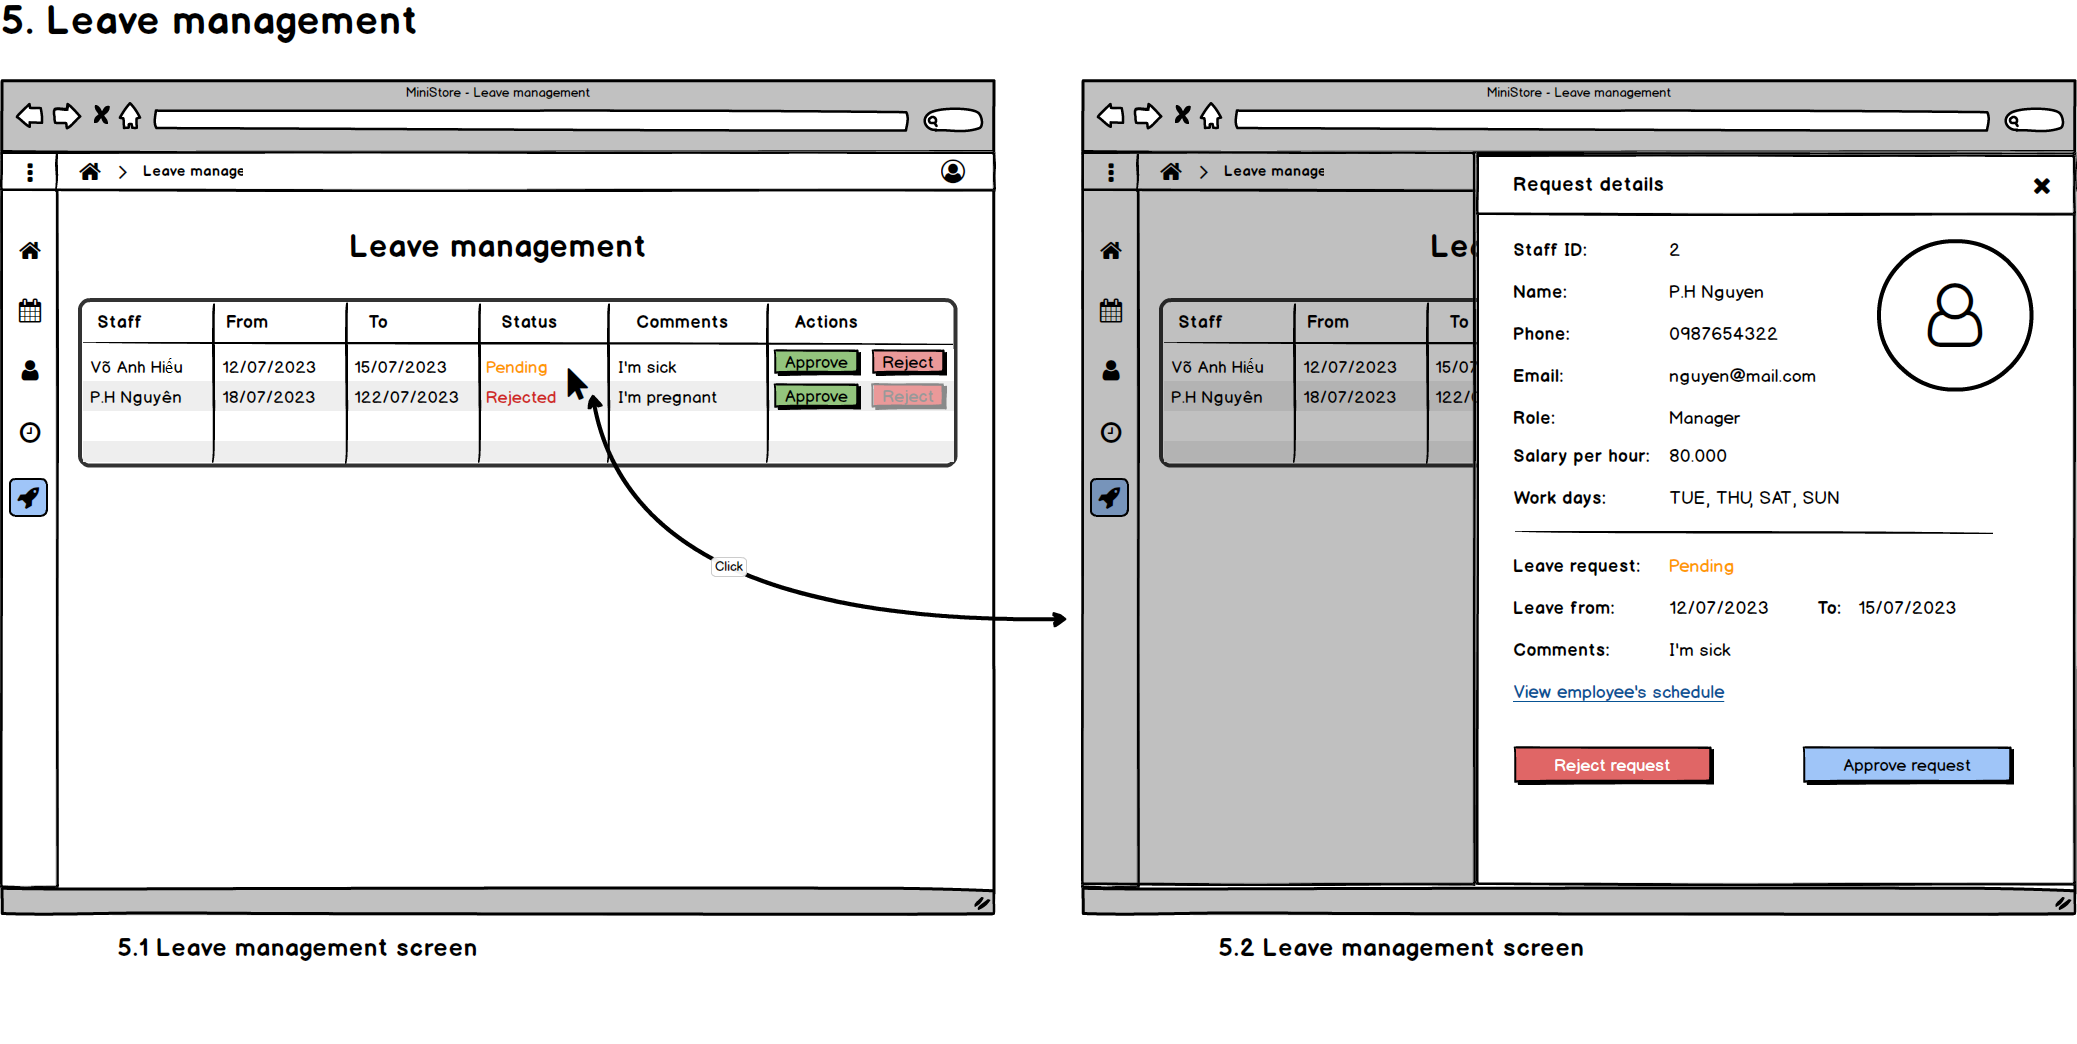 5. Leave management
MiniStore - Leave management
Leave manage
Leave management
Staff From To Status Comments Actions
Võ Anh Hiếu 12/07/2023 15/07/2023 Pending I'm sick Approve Reject
P.H Nguyên 18/07/2023 122/07/2023 Rejected I'm pregnant Approve Reject
Click
5.1 Leave management screen
MiniStore - Leave management
Leave manage
Lea
Staff From To
Võ Anh Hiếu 12/07/2023 15/07
P.H Nguyên 18/07/2023 122/0
Request details
Staff ID: 2
Name: P.H Nguyen
Phone: 0987654322
Email: nguyen@mail.com
Role: Manager
Salary per hour: 80.000
Work days: TUE, THU, SAT, SUN
Leave request: Pending
Leave from: 12/07/2023 To: 15/07/2023
Comments: I'm sick
View employee's schedule
Reject request Approve request
5.2 Leave management screen